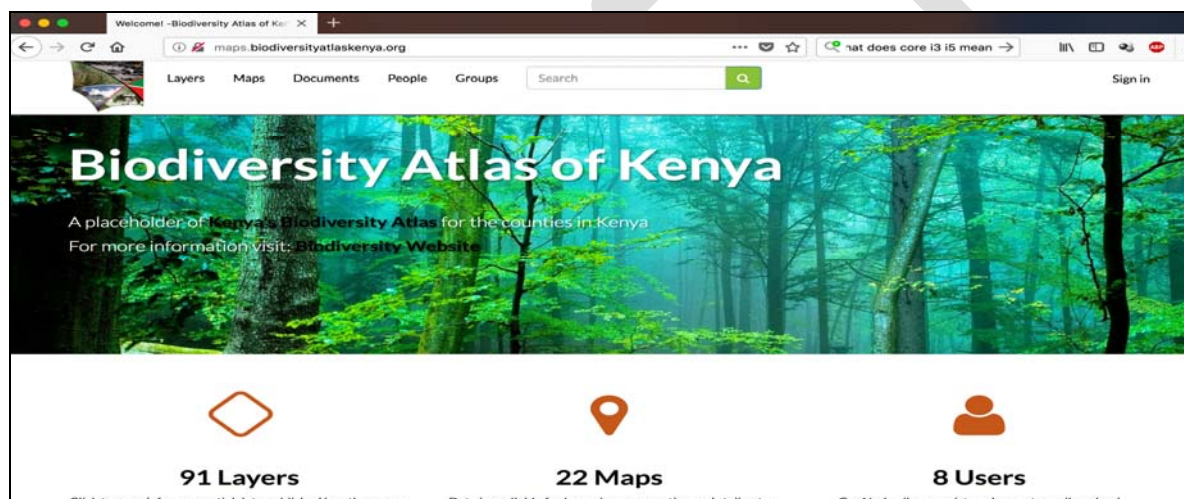 Welcome! -Biodiversity Atlas of Ke
maps.biodiversityatlaskenya.org
hat does core i3 i5 mean
ABP
Layers Maps Documents People Groups Search Sign in
Biodiversity Atlas of Kenya
A placeholder of Kenya's Biodiversity Atlas for the counties in Kenya
For more information visit: Biodiversity Website
91 Layers 22 Maps 8 Users